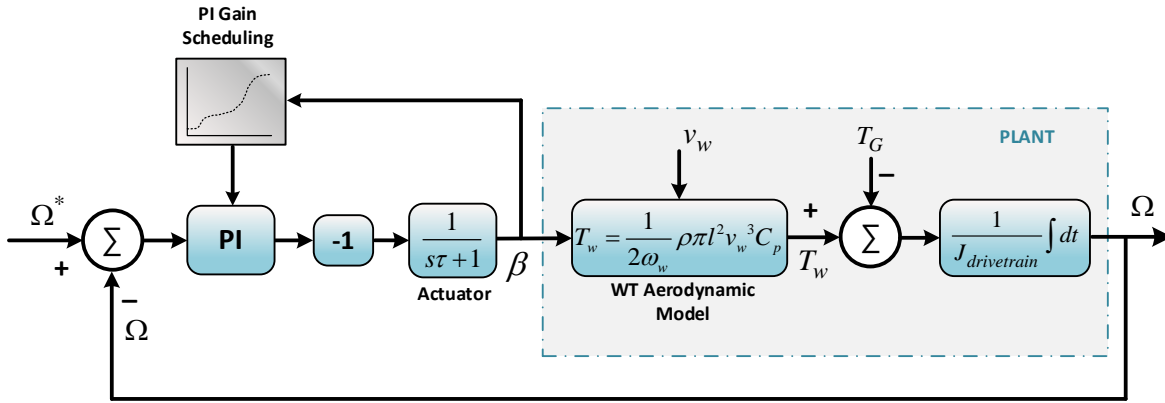 PI Gain
Scheduling
PLANT
v_w
T_G
Ω*
Ω
∑
PI
-1
1/(sτ+1)
T_w = 1/(2ω_w) ρπl²v_w³C_p
+
∑
1/J_drivetrain ∫dt
+
−
−
β
T_w
Actuator
WT Aerodynamic
Model
Ω